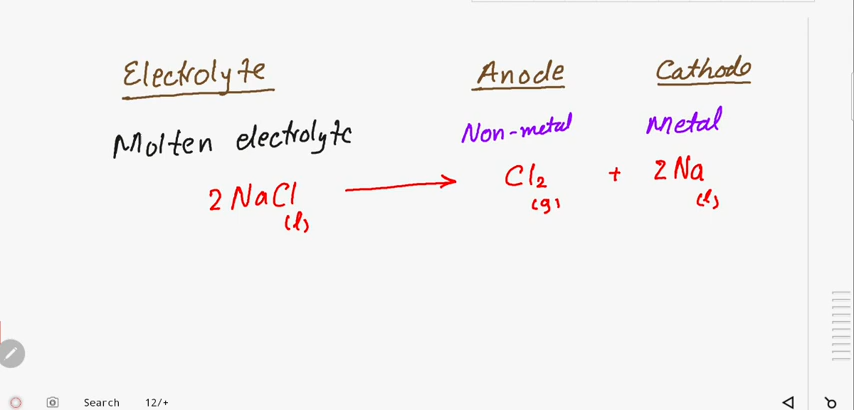 Electrolyte Anode Cathode
Molten electrolyte Non-metal Metal
2 NaCl(l) → Cl2(g) + 2 Na(l)
Search 12/+